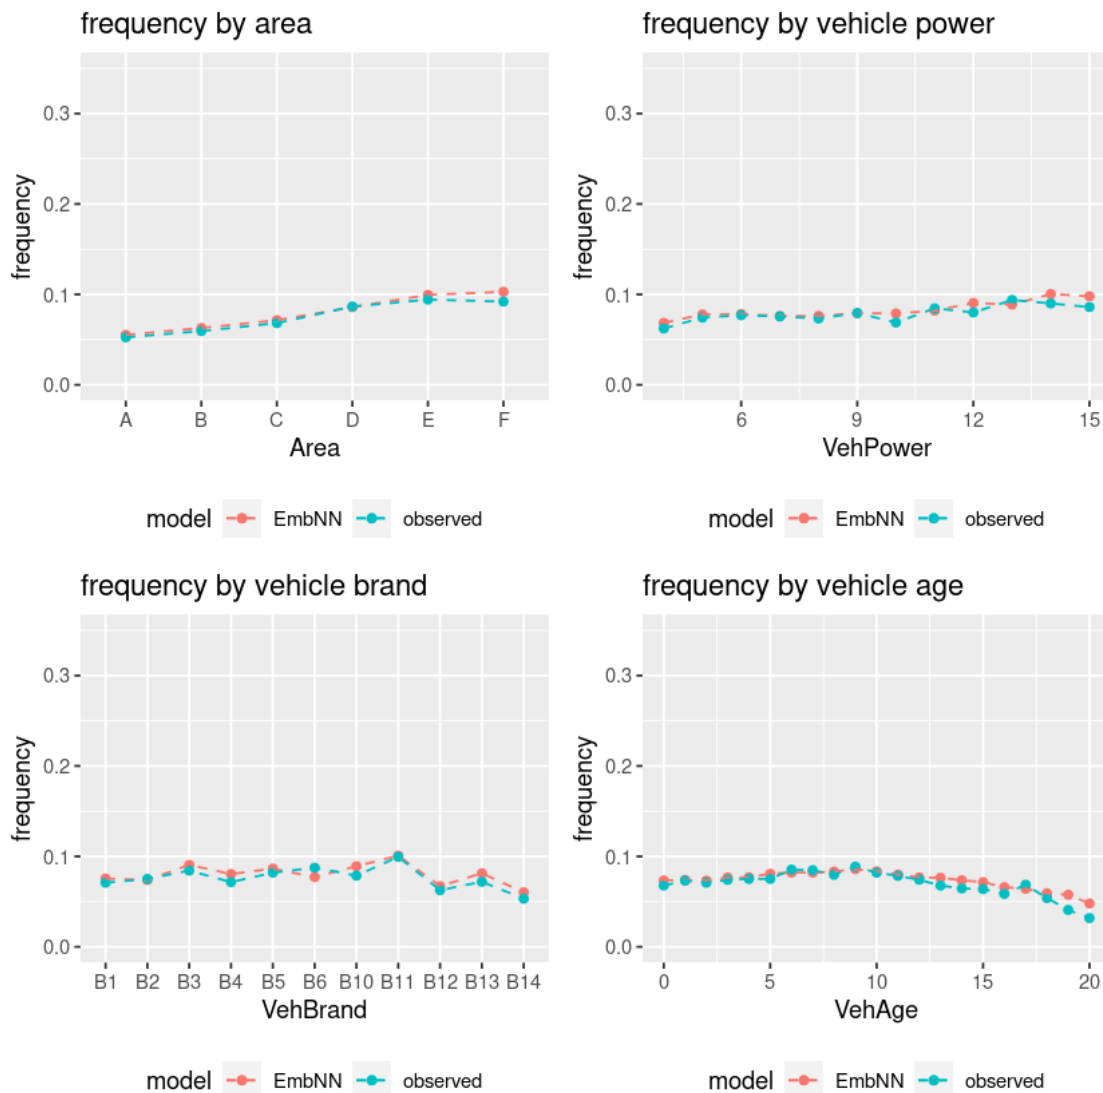 frequency by area
frequency
0.3
0.2
0.1
0.0
A B C D E F
Area
model EmbNN observed
frequency by vehicle power
frequency
0.3
0.2
0.1
0.0
6 9 12 15
VehPower
model EmbNN observed
frequency by vehicle brand
frequency
0.3
0.2
0.1
0.0
B1 B2 B3 B4 B5 B6 B10 B11 B12 B13 B14
VehBrand
model EmbNN observed
frequency by vehicle age
frequency
0.3
0.2
0.1
0.0
0 5 10 15 20
VehAge
model EmbNN observed